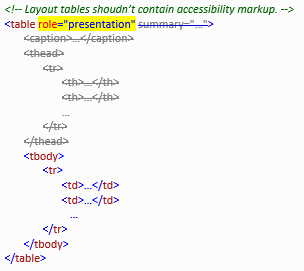 <!-- Layout tables shoudn't contain accessibility markup. -->
<table role="presentation" summary="...">
<caption>...</caption>
<thead>
<tr>
<th>...</th>
<th>...</th>
...
</tr>
</thead>
<tbody>
<tr>
<td>...</td>
<td>...</td>
...
</tr>
</tbody>
</table>